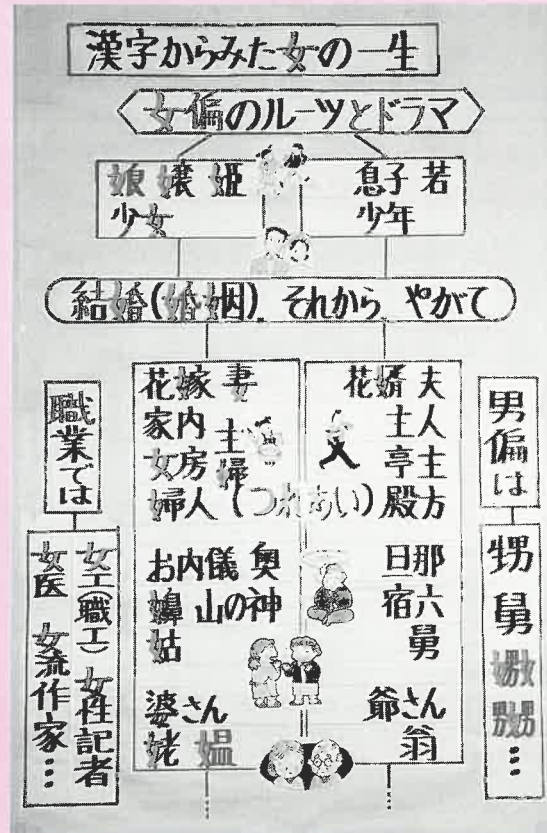 漢字からみた女の一生
女偏のルーツとドラマ
娘 嬢 姫
少女
息子 若
少年
結婚(婚姻) それから やがて
花嫁 妻
家内 主婦
女房
婦人
(つれあい)
お内儀 奥
嬶 山の神
姑
婆さん
姥 媼
花婿 夫
主人
亭主
殿方
旦那
宿六
舅
爺さん
翁
職業では
女工(職工) 女性記者
女医 女流作家…
男偏は
甥 舅 嫐 嬲…